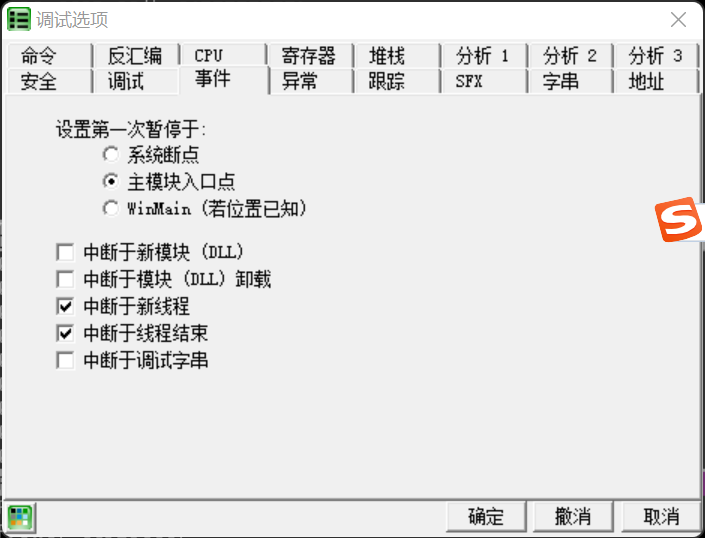 调试选项
命令 反汇编 CPU 寄存器 堆栈 分析 1 分析 2 分析 3
安全 调试 事件 异常 跟踪 SFX 字串 地址
设置第一次暂停于:
系统断点
主模块入口点
WinMain (若位置已知)
中断于新模块 (DLL)
中断于模块 (DLL) 卸载
中断于新线程
中断于线程结束
中断于调试字串
确定 撤消 取消